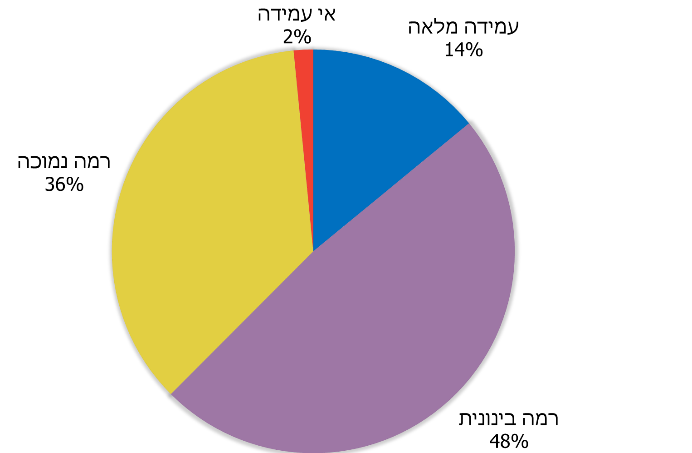 אי עמידה
2%
עמידה מלאה
14%
רמה נמוכה
36%
רמה בינונית
48%